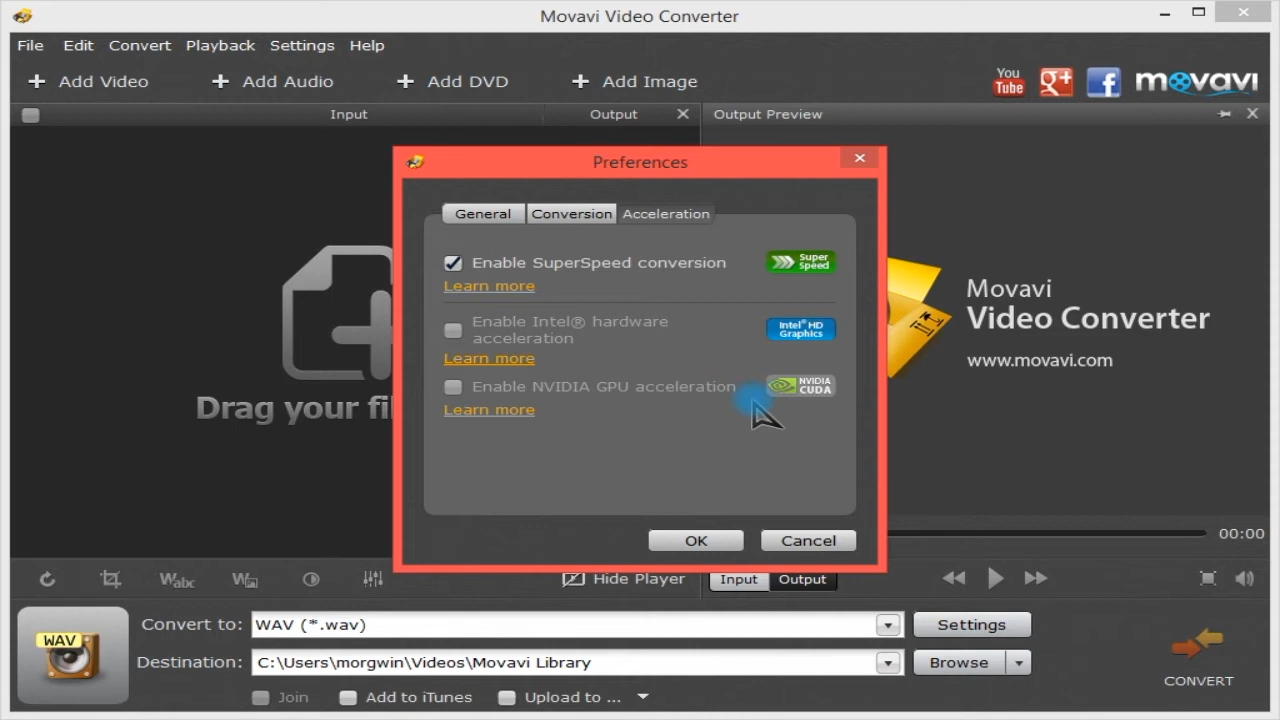 Movavi Video Converter
File Edit Convert Playback Settings Help
+ Add Video + Add Audio + Add DVD + Add Image
You
Tube
g+
f
movavi
Input Output Output Preview
Preferences
General Conversion Acceleration
Enable SuperSpeed conversion
Super
Speed
Learn more
Enable Intel® hardware
acceleration
Intel® HD
Graphics
Learn more
Enable NVIDIA GPU acceleration
NVIDIA
CUDA
Learn more
OK Cancel
Drag your fil
Movavi
Video Converter
www.movavi.com
00:00
Wabc W
Hide Player Input Output
WAV
Convert to: WAV (*.wav) Settings
Destination: C:\Users\morgwin\Videos\Movavi Library Browse
Join Add to iTunes Upload to ...
CONVERT